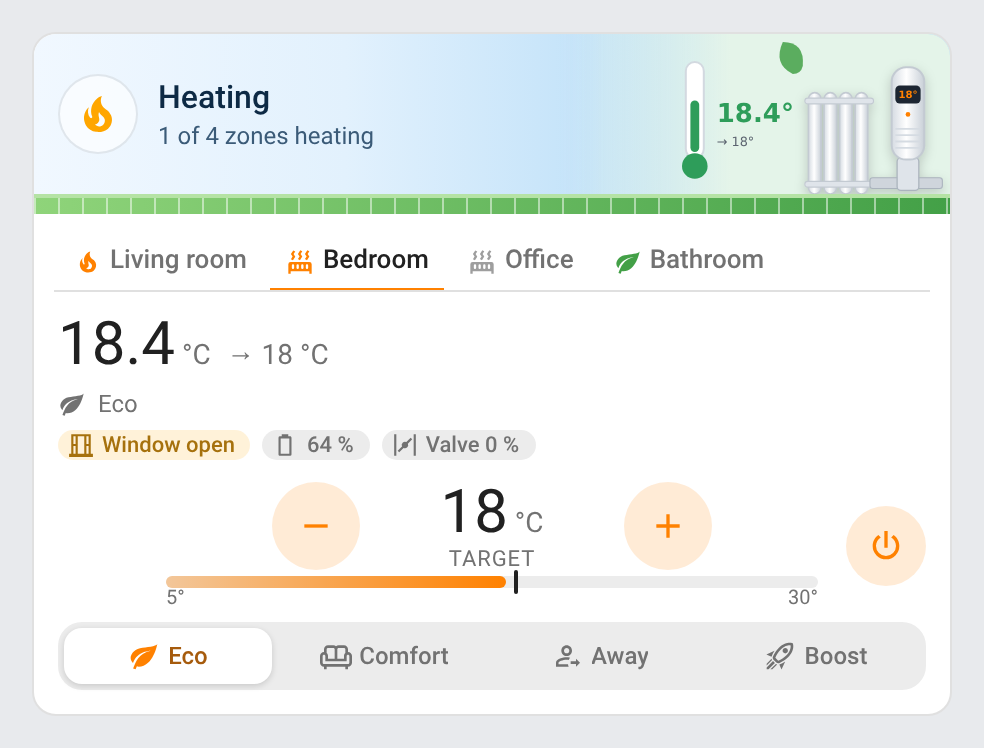 Heating
1 of 4 zones heating
18.4°
→ 18°
18°
Living room
Bedroom
Office
Bathroom
18.4 °C → 18 °C
Eco
Window open
64 %
Valve 0 %
18 °C
TARGET
5°
30°
Eco
Comfort
Away
Boost